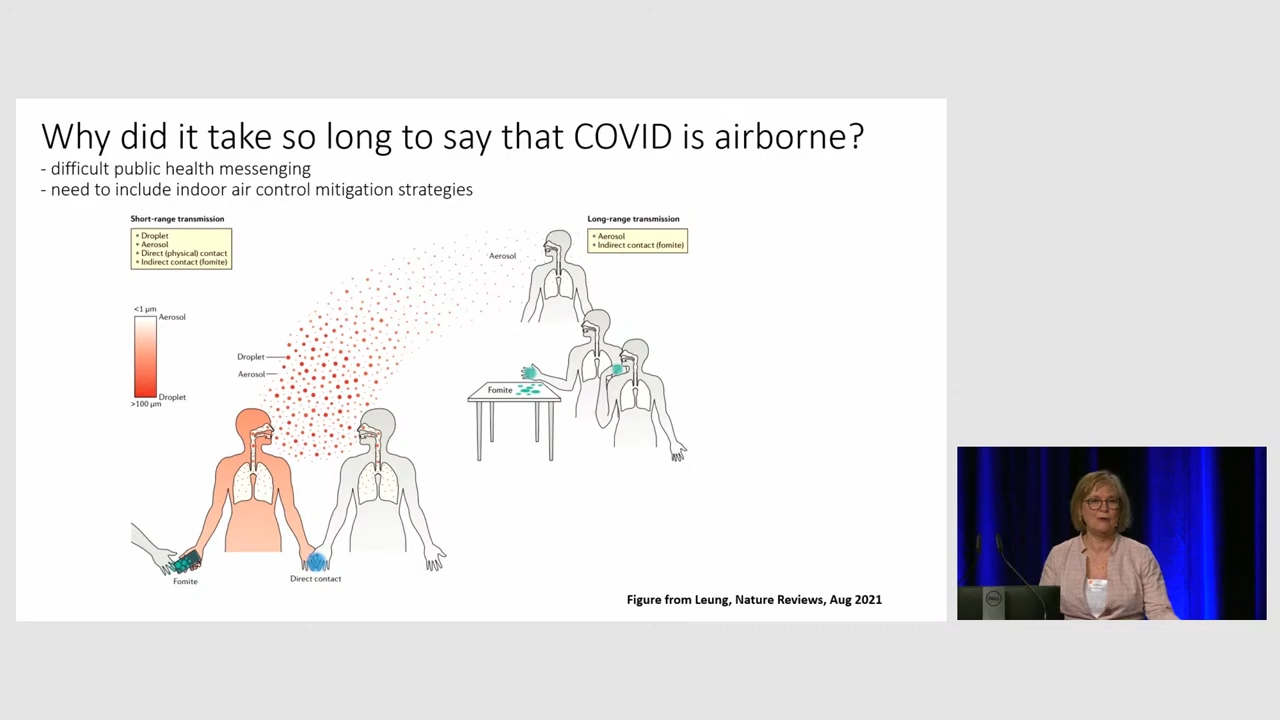 Why did it take so long to say that COVID is airborne?
- difficult public health messenging
- need to include indoor air control mitigation strategies
Short-range transmission
• Droplet
• Aerosol
• Direct (physical) contact
• Indirect contact (fomite)
Long-range transmission
• Aerosol
• Indirect contact (fomite)
Aerosol
<1 µm
Aerosol
Droplet
>100 µm
Droplet
Aerosol
Fomite
Fomite
Direct contact
Figure from Leung, Nature Reviews, Aug 2021
DELL